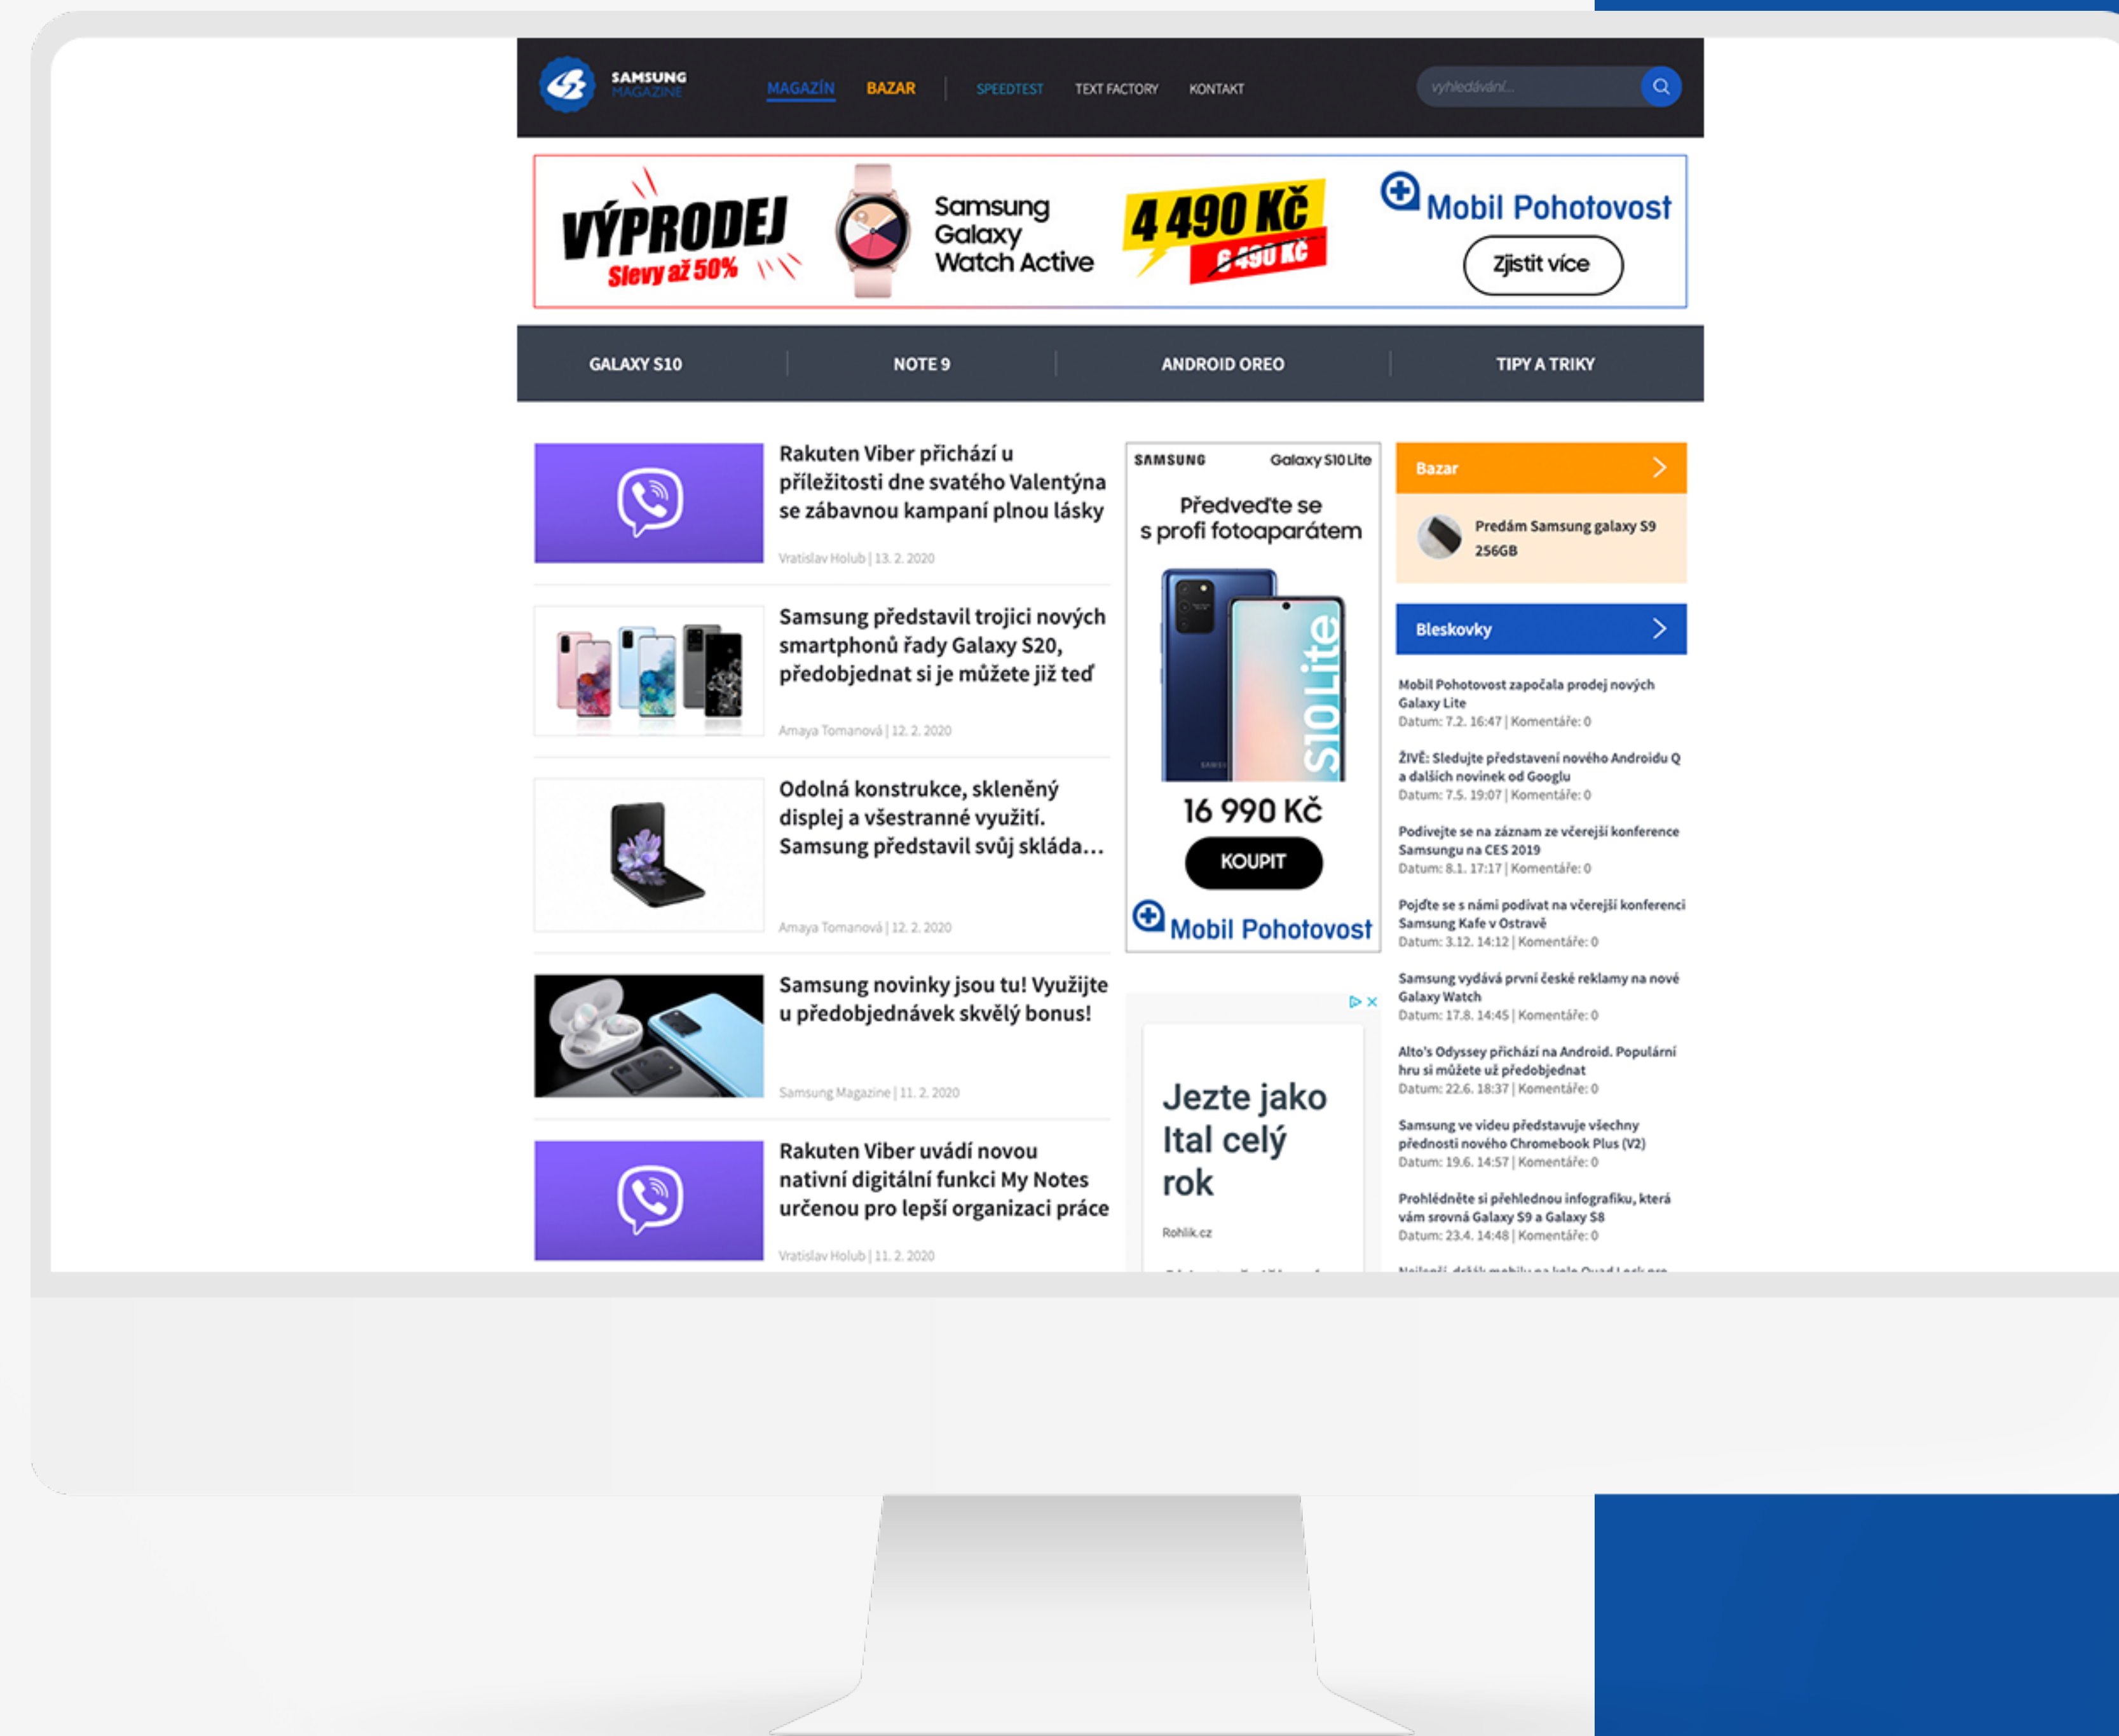 SAMSUNG
MAGAZINE
MAGAZÍN
BAZAR
SPEEDTEST
TEXT FACTORY
KONTAKT
vyhledávání...
VÝPRODEJ
Slevy až 50%
Samsung
Galaxy
Watch Active
4 490 Kč
6 490 Kč
Mobil Pohotovost
Zjistit více
GALAXY S10
NOTE 9
ANDROID OREO
TIPY A TRIKY
Rakuten Viber přichází u
příležitosti dne svatého Valentýna
se zábavnou kampaní plnou lásky
Vratislav Holub | 13. 2. 2020
Samsung představil trojici nových
smartphonů řady Galaxy S20,
předobjednat si je můžete již teď
Amaya Tomanová | 12. 2. 2020
Odolná konstrukce, skleněný
displej a všestranné využití.
Samsung představil svůj skláda...
Amaya Tomanová | 12. 2. 2020
Samsung novinky jsou tu! Využijte
u předobjednávek skvělý bonus!
Samsung Magazine | 11. 2. 2020
Rakuten Viber uvádí novou
nativní digitální funkci My Notes
určenou pro lepší organizaci práce
Vratislav Holub | 11. 2. 2020
SAMSUNG
Galaxy S10 Lite
Předveďte se
s profi fotoaparátem
S10 Lite
16 990 Kč
KOUPIT
Mobil Pohotovost
Jezte jako
Ital celý
rok
Rohlik.cz
Bazar
Predám Samsung galaxy S9
256GB
Bleskovky
Mobil Pohotovost započala prodej nových
Galaxy Lite
Datum: 7.2. 16:47 | Komentáře: 0
ŽIVĚ: Sledujte představení nového Androidu Q
a dalších novinek od Googlu
Datum: 7.5. 19:07 | Komentáře: 0
Podívejte se na záznam ze včerejší konference
Samsungu na CES 2019
Datum: 8.1. 17:17 | Komentáře: 0
Pojďte se s námi podívat na včerejší konferenci
Samsung Kafe v Ostravě
Datum: 3.12. 14:12 | Komentáře: 0
Samsung vydává první české reklamy na nové
Galaxy Watch
Datum: 17.8. 14:45 | Komentáře: 0
Alto's Odyssey přichází na Android. Populární
hru si můžete už předobjednat
Datum: 22.6. 18:37 | Komentáře: 0
Samsung ve videu představuje všechny
přednosti nového Chromebook Plus (V2)
Datum: 19.6. 14:57 | Komentáře: 0
Prohlédněte si přehlednou infografiku, která
vám srovná Galaxy S9 a Galaxy S8
Datum: 23.4. 14:48 | Komentáře: 0
Nejlepší držák mobilu na kolo Quad Lock pro